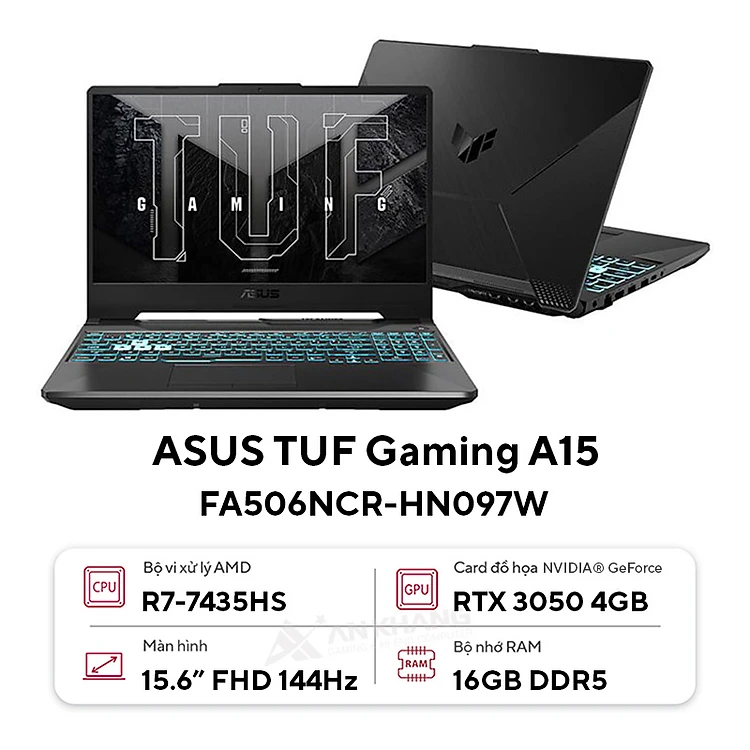 TUF
GAMING
ASUS
ASUS TUF Gaming A15
FA506NCR-HN097W
CPU
Bộ vi xử lý AMD
R7-7435HS
GPU
Card đồ họa NVIDIA® GeForce
RTX 3050 4GB
Màn hình
15.6” FHD 144Hz
RAM
Bộ nhớ RAM
16GB DDR5
AN KHANG